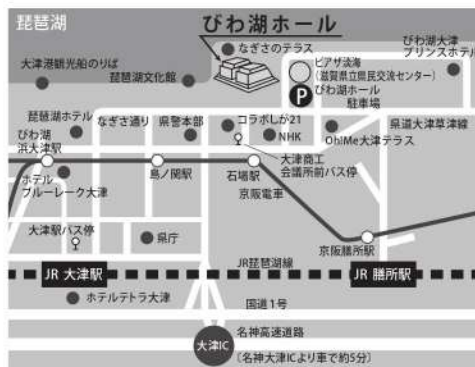 琵琶湖
びわ湖ホール
なぎさのテラス
びわ湖大津
プリンスホテル
大津港観光船のりば
琵琶湖文化館
ピアザ淡海
(滋賀県立県民交流センター)
P
びわ湖ホール
駐車場
琵琶湖ホテル
なぎさ通り
県警本部
コラボしが21
NHK
県道大津草津線
Oh!Me大津テラス
びわ湖
浜大津駅
大津商工
会議所前バス停
ホテル
ブルーレーク大津
島ノ関駅
石場駅
京阪電車
大津駅バス停
県庁
京阪膳所駅
JR 大津駅
JR琵琶湖線
JR 膳所駅
ホテルテトラ大津
国道1号
名神高速道路
大津IC
(名神大津ICより車で約5分)